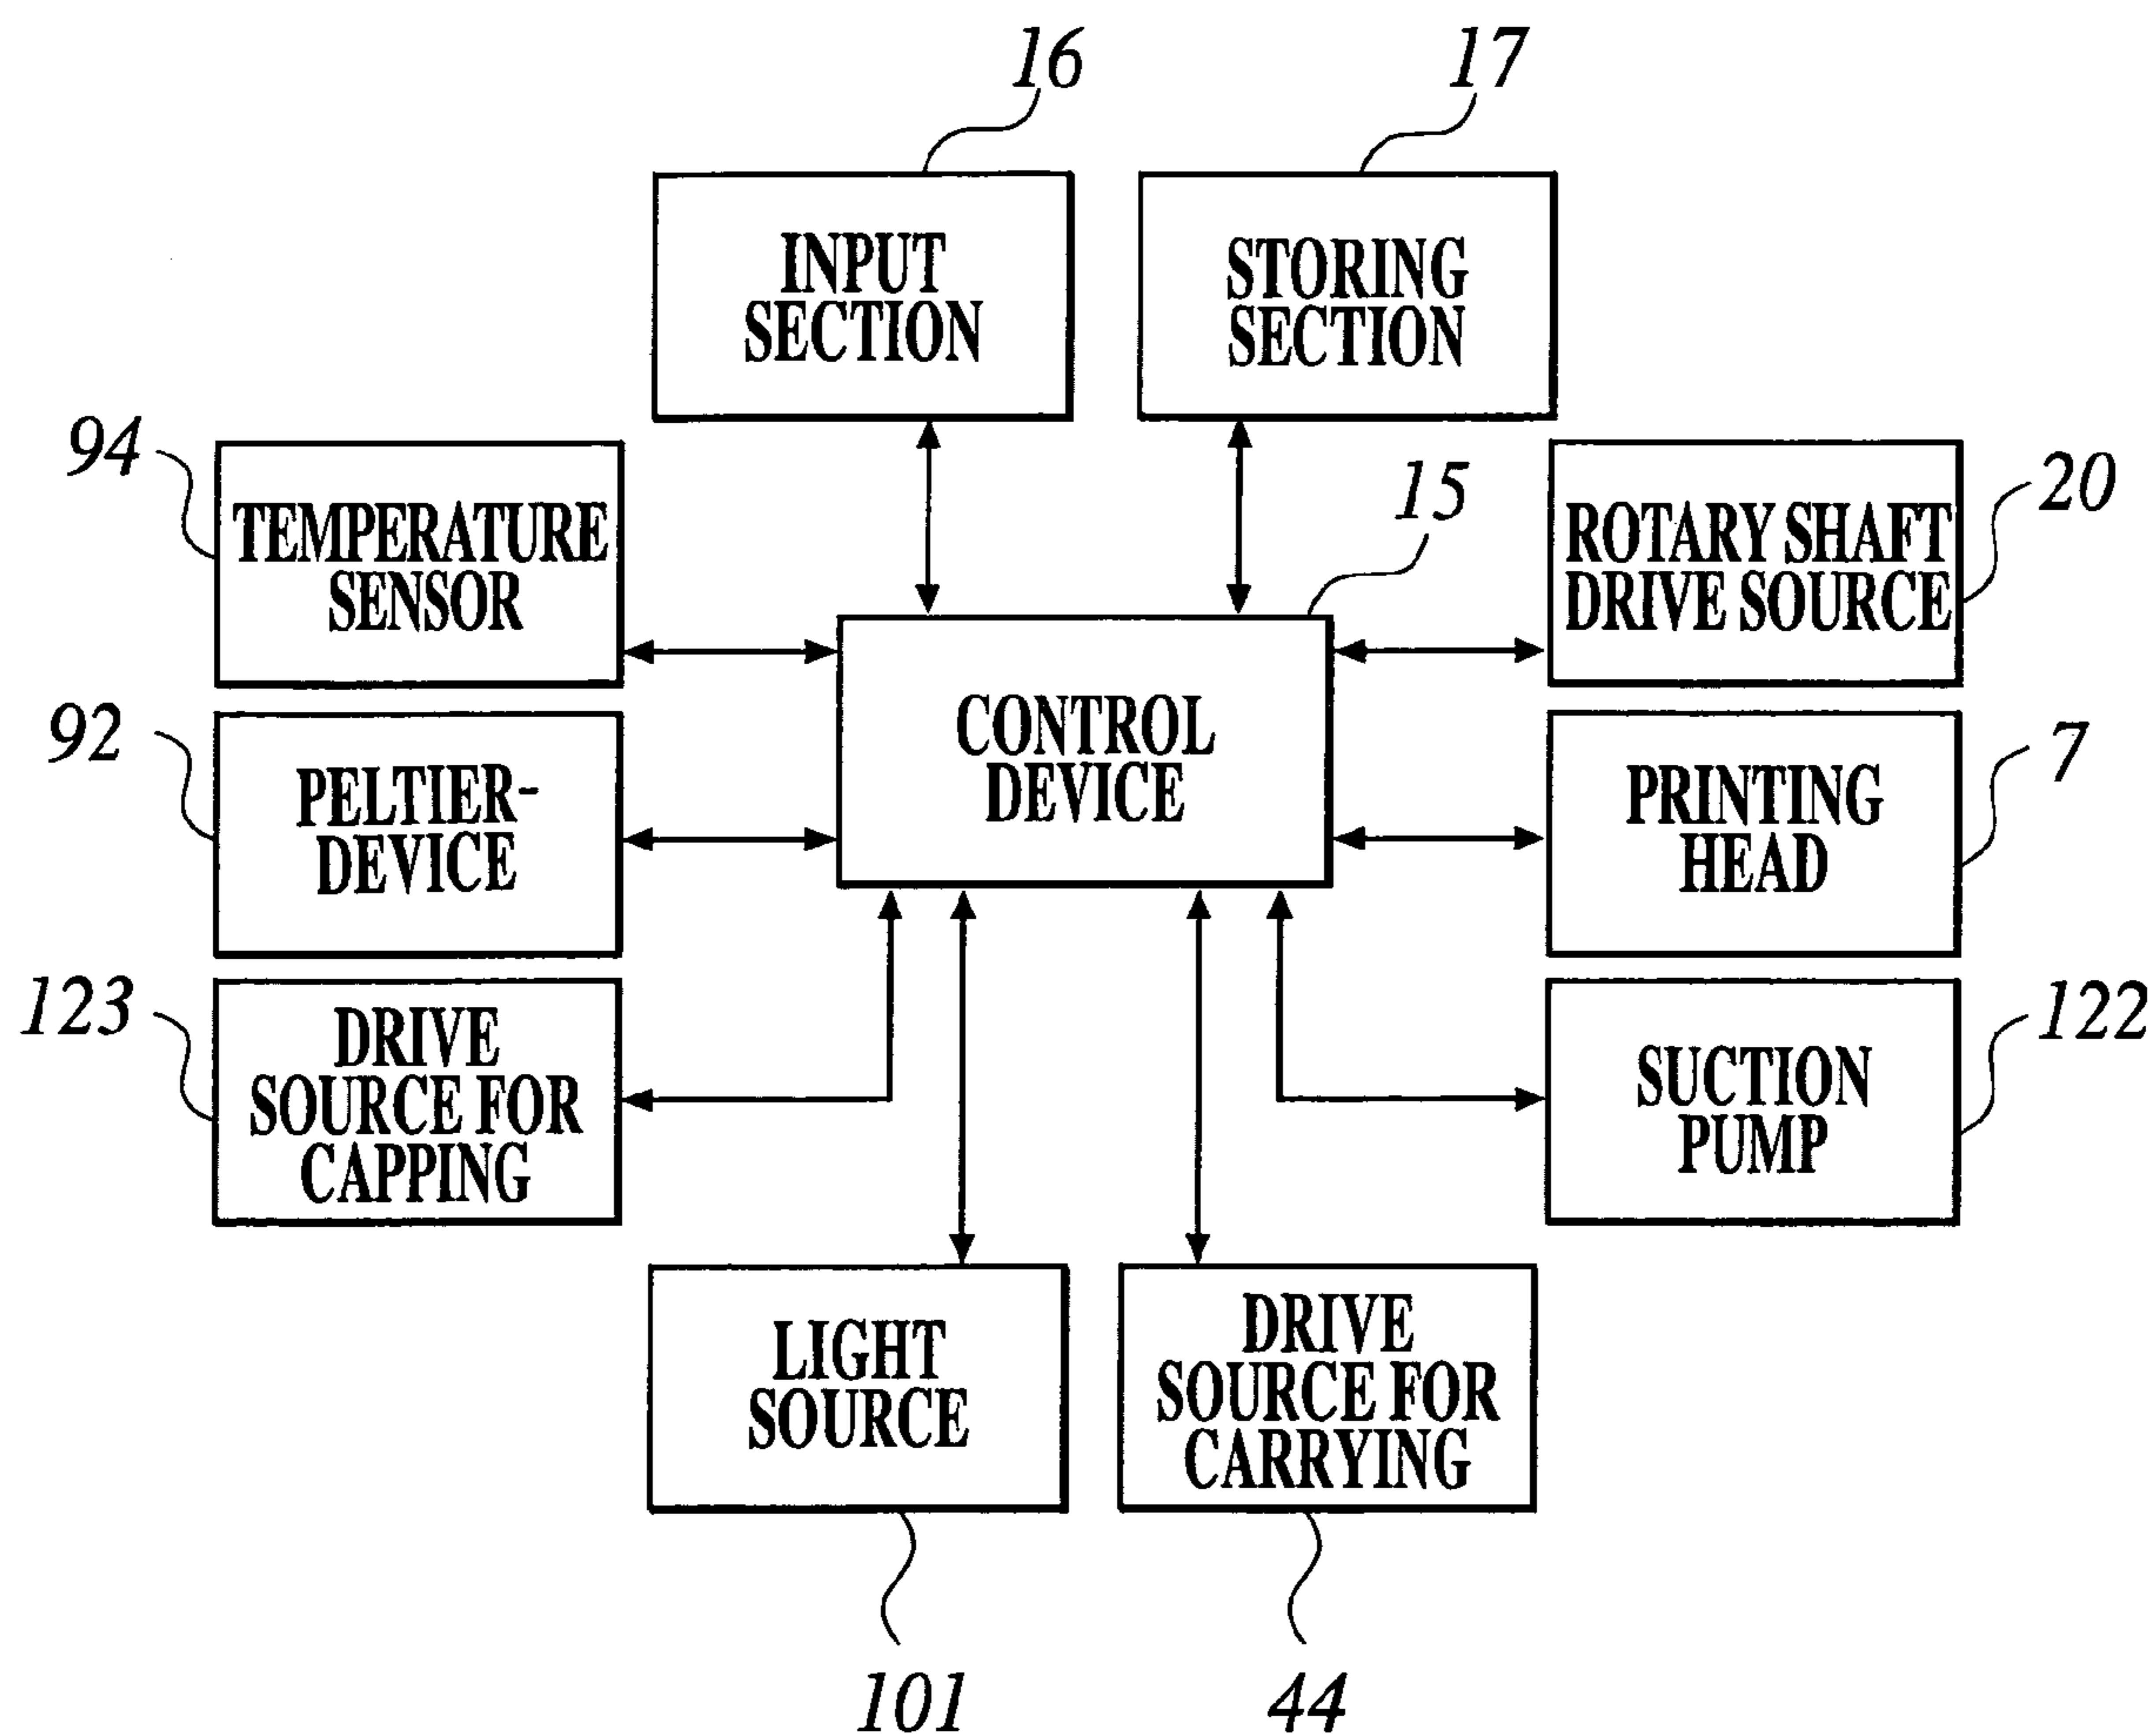 16
17
INPUT
SECTION
STORING
SECTION
94
TEMPERATURE
SENSOR
15
20
ROTARY SHAFT
DRIVE SOURCE
92
PELTIER-
DEVICE
CONTROL
DEVICE
7
PRINTING
HEAD
123
DRIVE
SOURCE FOR
CAPPING
122
SUCTION
PUMP
LIGHT
SOURCE
DRIVE
SOURCE FOR
CARRYING
101
44